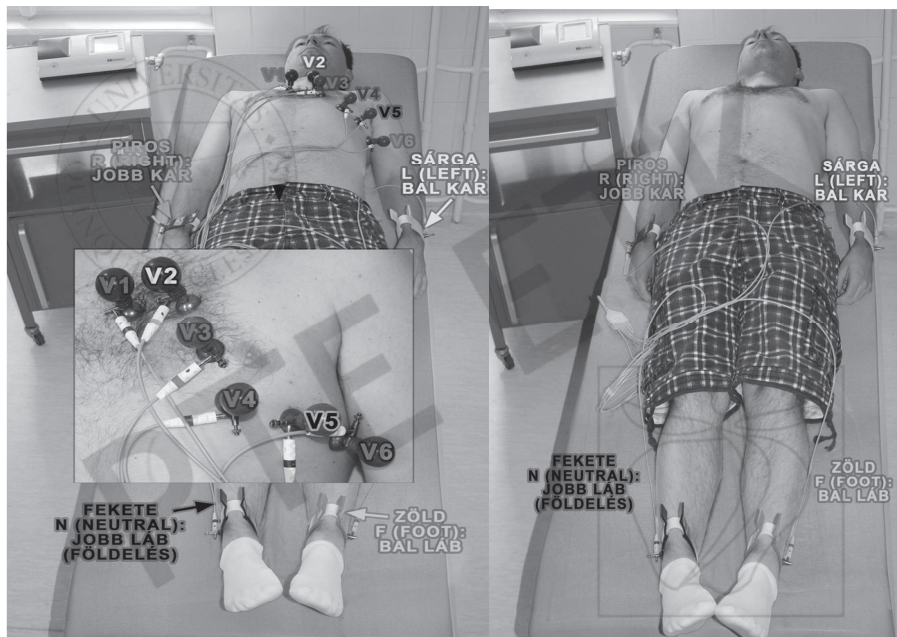 V1
V2
V3
V4
V5
V6
PIROS
R (RIGHT):
JOBB KAR
SÁRGA
L (LEFT):
BAL KAR
V1
V2
V3
V4
V5
V6
FEKETE
N (NEUTRAL):
JOBB LÁB
(FÖLDELÉS)
ZÖLD
F (FOOT):
BAL LÁB
PIROS
R (RIGHT):
JOBB KAR
SÁRGA
L (LEFT):
BAL KAR
FEKETE
N (NEUTRAL):
JOBB LÁB
(FÖLDELÉS)
ZÖLD
F (FOOT):
BAL LÁB
PTE ETK